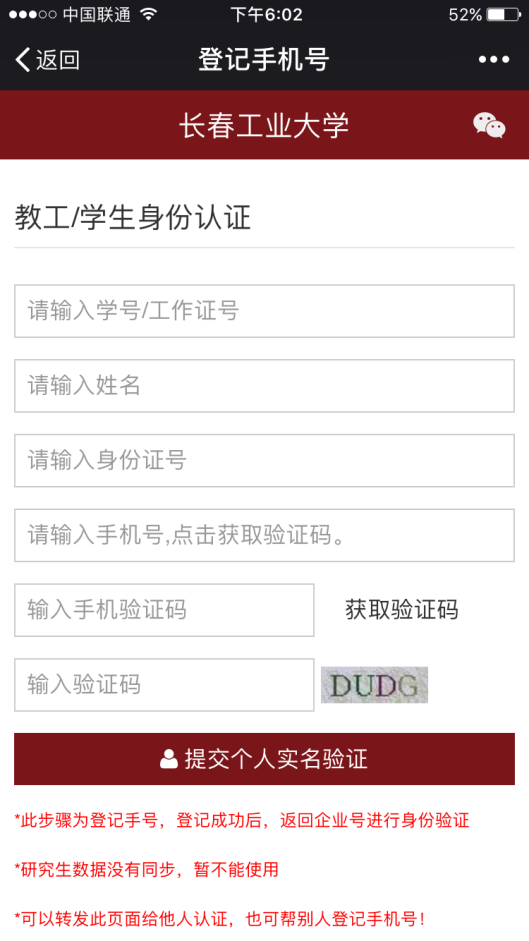 中国联通 下午6:02 52%
返回 登记手机号
长春工业大学
教工/学生身份认证
请输入学号/工作证号
请输入姓名
请输入身份证号
请输入手机号,点击获取验证码。
输入手机验证码 获取验证码
输入验证码 DUDG
提交个人实名验证
*此步骤为登记手号，登记成功后，返回企业号进行身份验证
*研究生数据没有同步，暂不能使用
*可以转发此页面给他人认证，也可帮别人登记手机号！